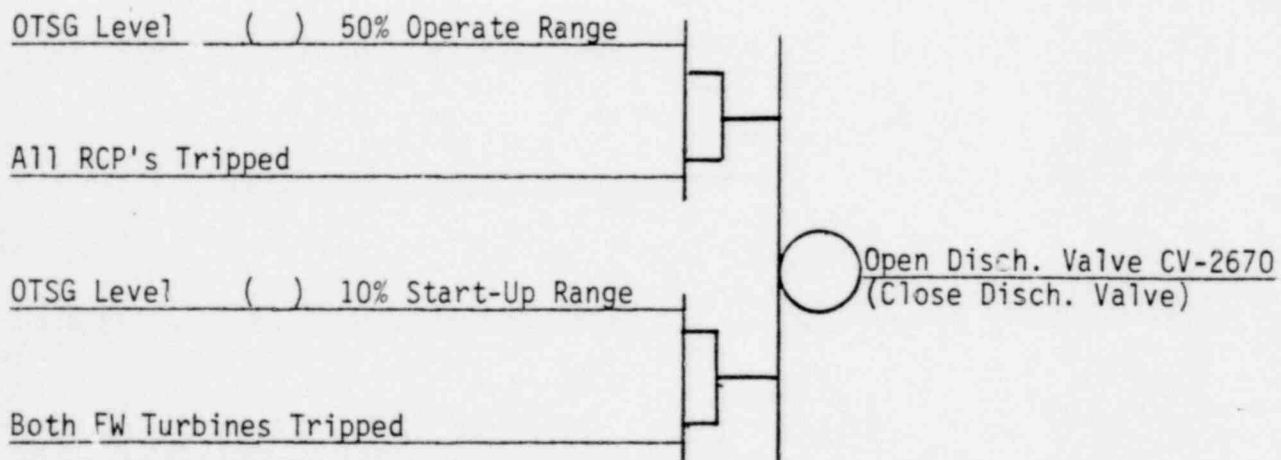 OTSG Level ( ) 50% Operate Range
All RCP's Tripped
OTSG Level ( ) 10% Start-Up Range
Both FW Turbines Tripped
Open Disch. Valve CV-2670
(Close Disch. Valve)